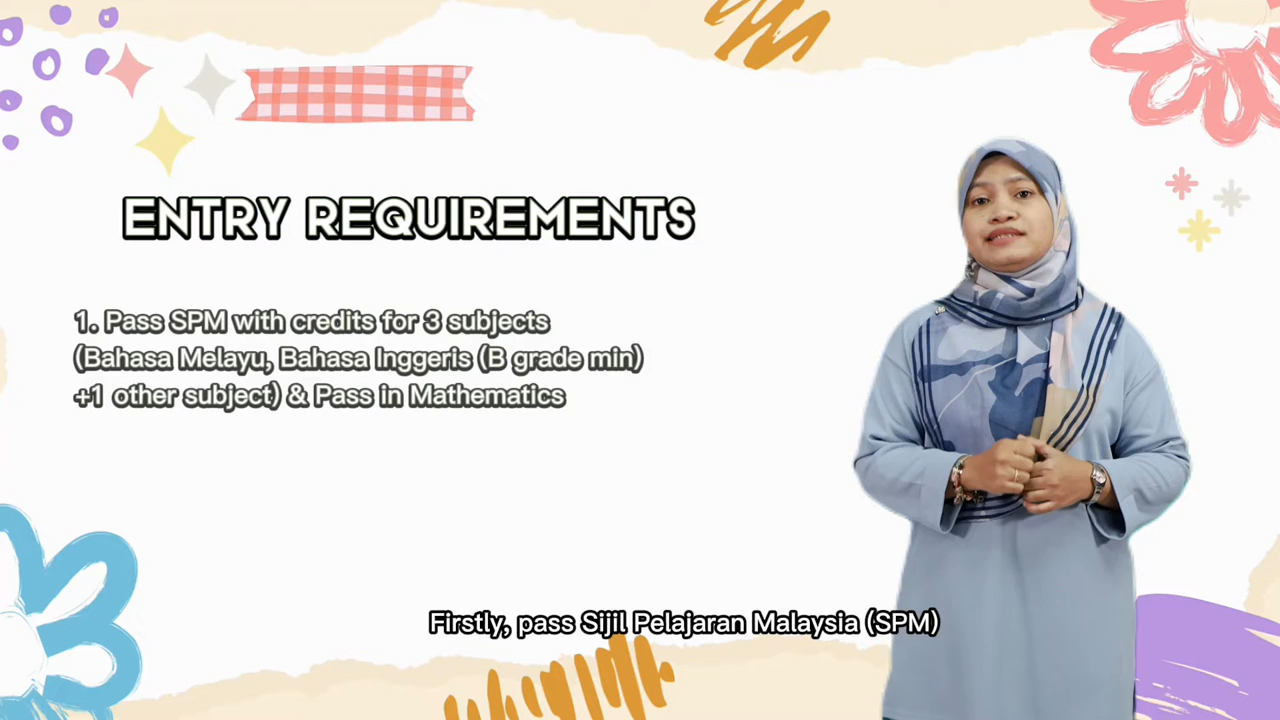 ENTRY REQUIREMENTS
1. Pass SPM with credits for 3 subjects
(Bahasa Melayu, Bahasa Inggeris (B grade min)
+1 other subject) & Pass in Mathematics
Firstly, pass Sijil Pelajaran Malaysia (SPM)